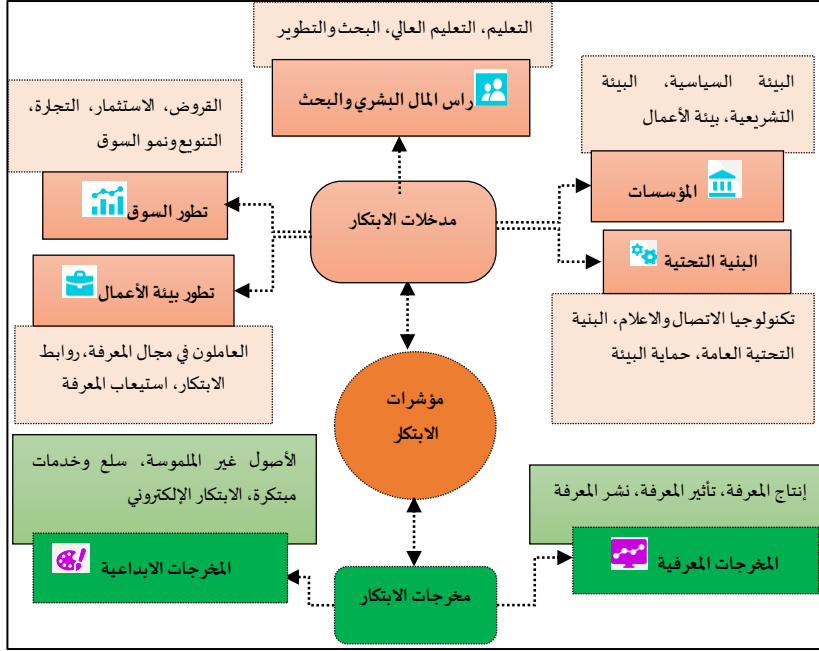 التعليم، التعليم العالي، البحث والتطوير
راس المال البشري والبحث
البيئة السياسية، البيئة
التشريعية، بيئة الأعمال
المؤسسات
القروض، الاستثمار، التجارة،
التنويع ونمو السوق
تطور السوق
مدخلات الابتكار
البنية التحتية
تكنولوجيا الاتصال والاعلام، البنية
التحتية العامة، حماية البيئة
تطور بيئة الأعمال
العاملون في مجال المعرفة، روابط
الابتكار، استيعاب المعرفة
مؤشرات
الابتكار
إنتاج المعرفة، تأثير المعرفة، نشر المعرفة
المخرجات المعرفية
الأصول غير الملموسة، سلع وخدمات
مبتكرة، الابتكار الإلكتروني
المخرجات الابداعية
مخرجات الابتكار